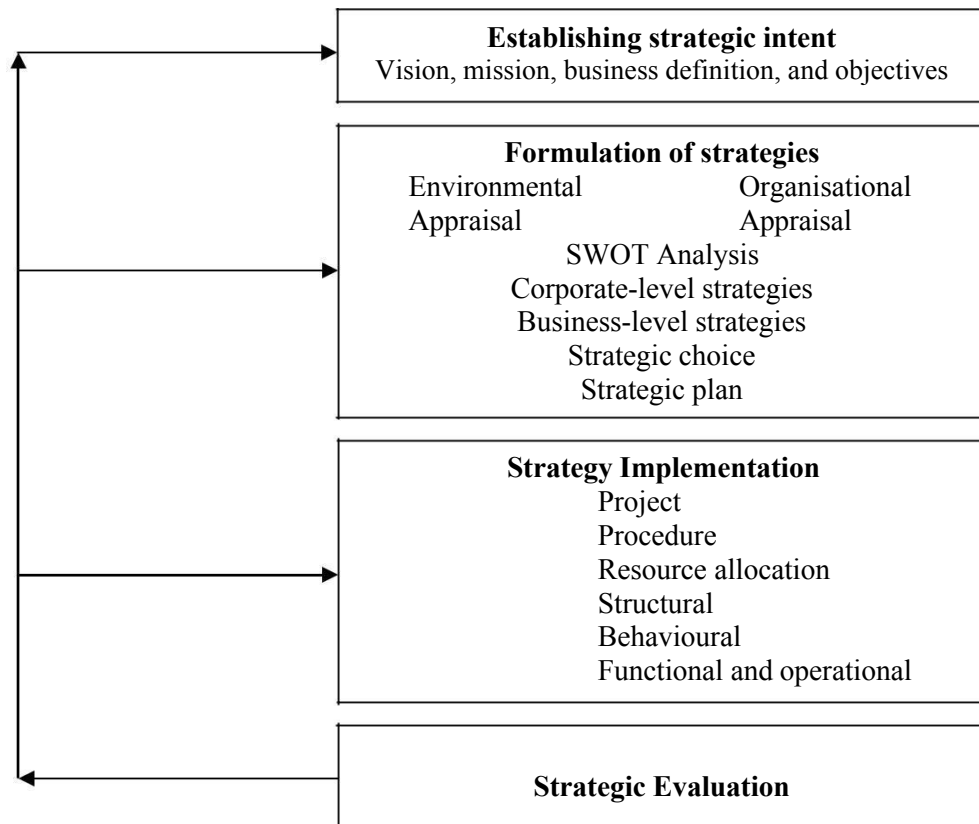 Establishing strategic intent
Vision, mission, business definition, and objectives
Formulation of strategies
Environmental Organisational
Appraisal Appraisal
SWOT Analysis
Corporate-level strategies
Business-level strategies
Strategic choice
Strategic plan
Strategy Implementation
Project
Procedure
Resource allocation
Structural
Behavioural
Functional and operational
Strategic Evaluation